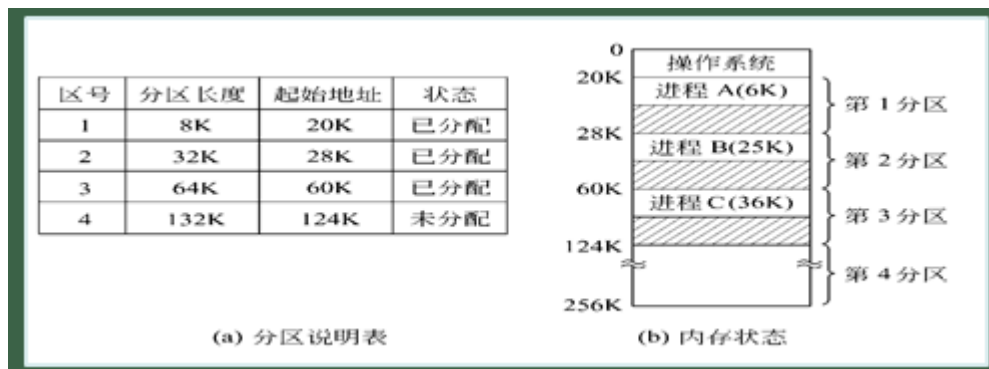 区号 分区长度 起始地址 状态
1 8K 20K 已分配
2 32K 28K 已分配
3 64K 60K 已分配
4 132K 124K 未分配
(a) 分区说明表
0
操作系统
20K
进程 A(6K)
第 1 分区
28K
进程 B(25K)
第 2 分区
60K
进程 C(36K)
第 3 分区
124K
第 4 分区
256K
(b) 内存状态